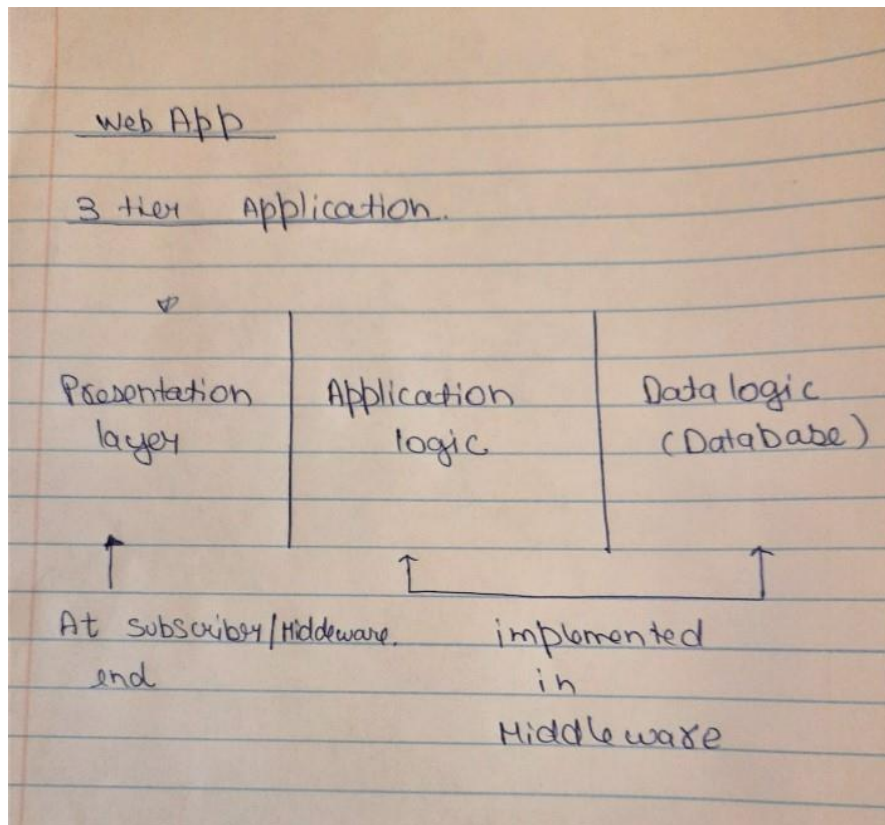 Web App
3 tier Application.
Presentation layer
Application logic
Data logic (Database)
At subscriber/Middeware. end
implemented in Middleware